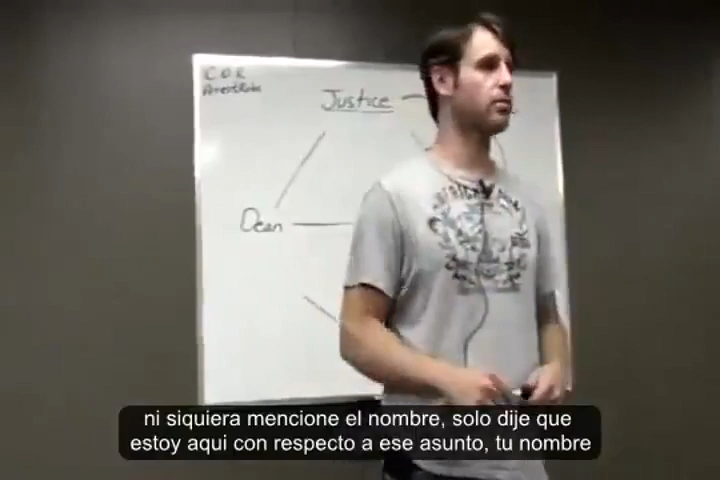 C.O.R
Justice
Dean
ni siquiera mencione el nombre, solo dije que
estoy aqui con respecto a ese asunto, tu nombre